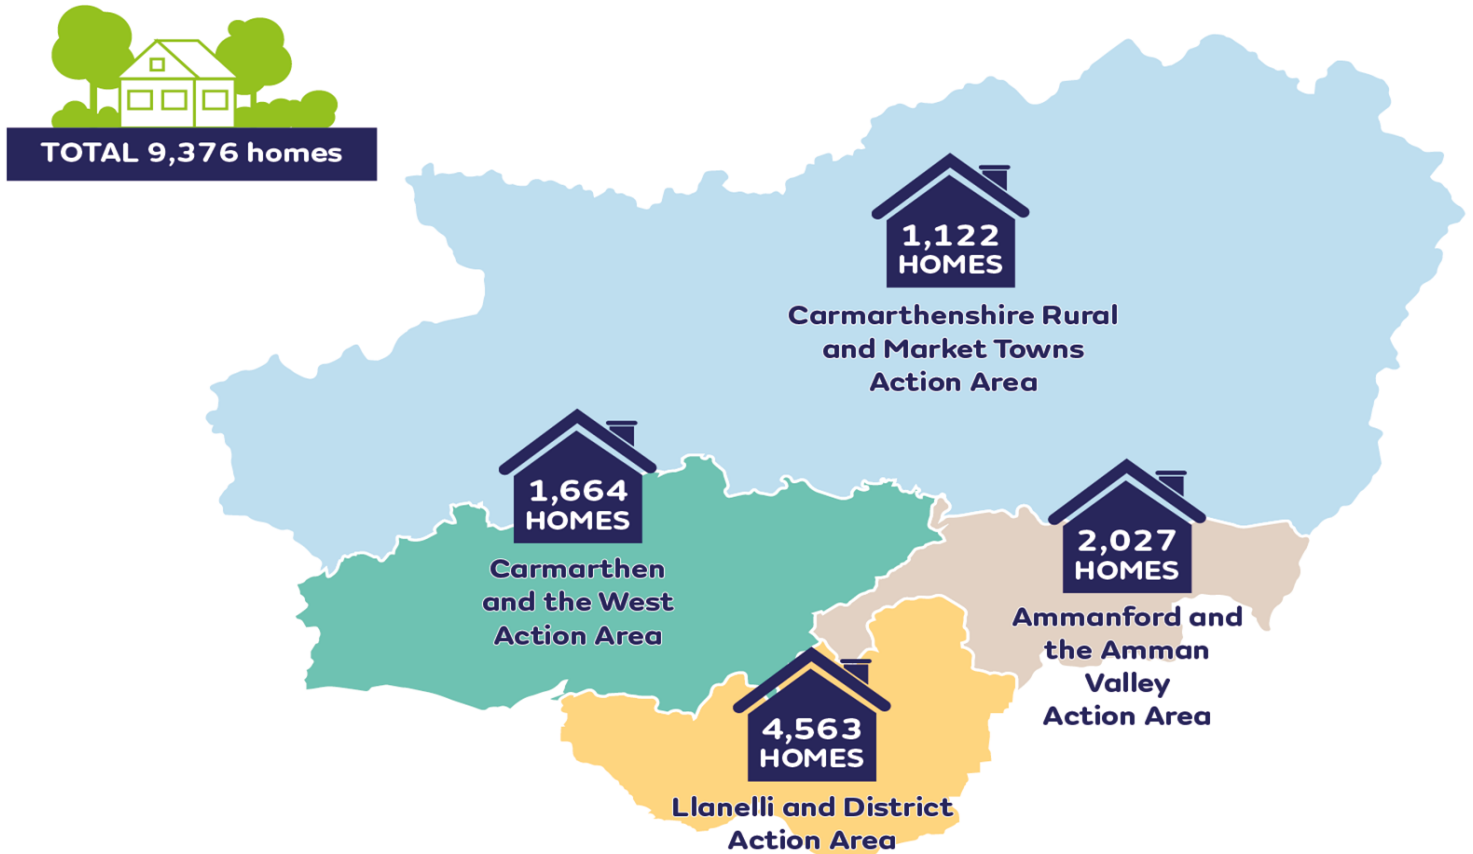 TOTAL 9,376 homes
1,122
HOMES
Carmarthenshire Rural
and Market Towns
Action Area
1,664
HOMES
Carmarthen
and the West
Action Area
2,027
HOMES
Ammanford and
the Amman
Valley
Action Area
4,563
HOMES
Llanelli and District
Action Area